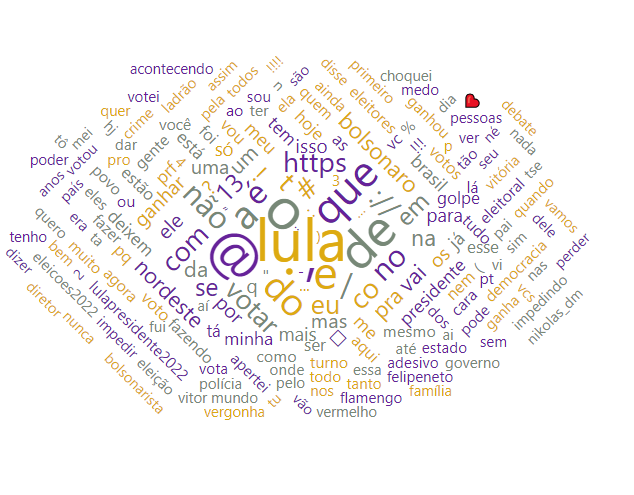 acontecendo
votei
quer
crime
ladrão
assim
pela
todos
!!!!
n
são
disse
primeiro
choquei
medo
dia
❤
pessoas
debate
sou
ao
ter
ela
quem
ainda
eleitores
ganhou
p
né
ver
nada
tô
mei
hj
você
foi
vou
meu
hoje
as
vc
%
!!!
votos
tão
seu
vitória
tse
poder
votou
dar
gente
está
só
tem
isso
bolsonaro
brasil
anos
pro
prf
uma
um
https
3
lá
eleitoral
quando
país
povo
estão
4
?
!
t
#
que
://
golpe
eles
ou
ganhar
não
13
é
em
para
tudo
pai
vamos
quero
era
fazer
deixem
ele
a
o
de
na
já
esse
sim
dele
tenho
ta
com
@
lula
os
nas
perder
dizer
bem
muito
pq
nordeste
da
se
:
,
e
/
co
no
vai
nem
(
vi
democracia
eleicoes2022
2
agora
voto
por
votar
q
"
-
...
)
do
eu
pra
presidente
pt
cara
vcs
impedindo
diretor
nunca
lulapresidente2022
aí
tá
minha
mais
mas
me
dos
pode
ganha
nikolas_dm
impedir
fui
fazendo
ser
aqui
mesmo
ai
sem
bolsonarista
eleição
vota
apertei
como
onde
pelo
turno
todo
nos
essa
tanto
até
estado
adesivo
governo
felipeneto
família
polícia
vitor
mundo
tu
vão
flamengo
vergonha
vermelho